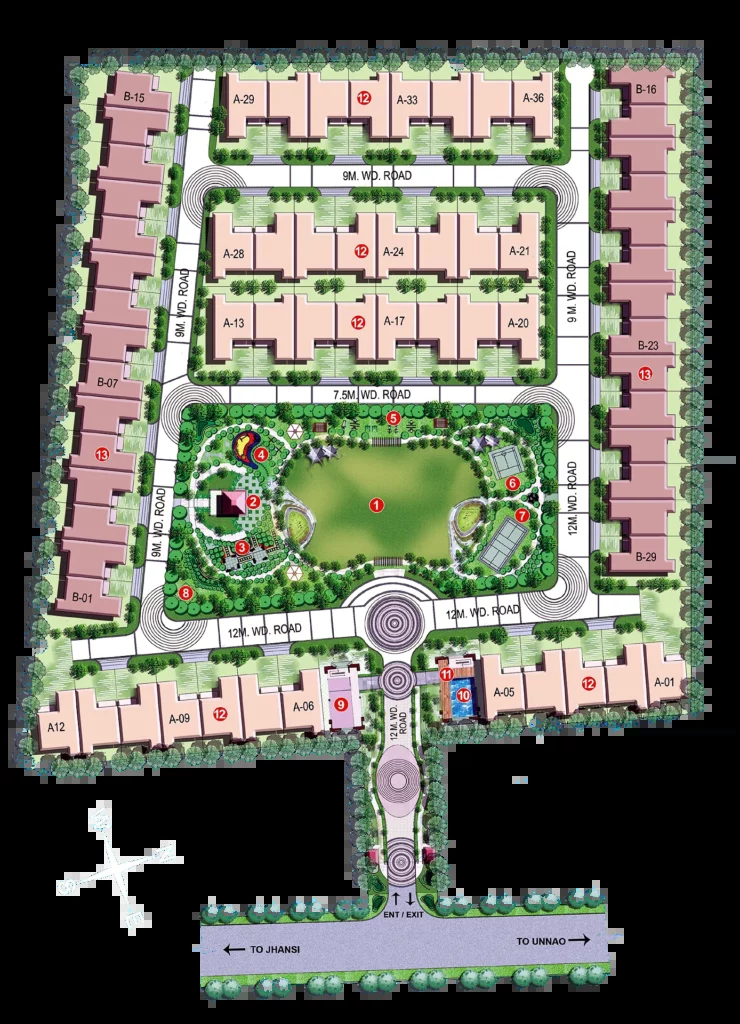 B-15
A-29
12
A-33
A-36
B-16
9M. WD. ROAD
A-28
12
A-24
A-21
9M. WD. ROAD
9 M. WD. ROAD
A-13
12
A-17
A-20
B-23
13
B-07
7.5M. WD. ROAD
5
4
13
6
2
1
7
12M. WD. ROAD
9M. WD. ROAD
3
B-29
8
B-01
12M. WD. ROAD
12M. WD. ROAD
11
12
A-01
A-05
10
9
A-06
12
A-09
A12
12 M. WD.
ROAD
ENT / EXIT
TO JHANSI
TO UNNAO